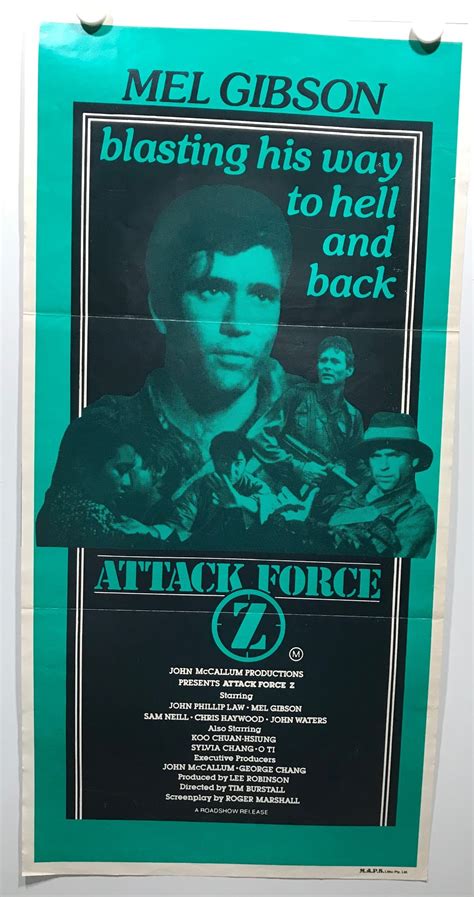 MEL GIBSON
blasting his way
to hell
and
back
ATTACK FORCE
Z
M
JOHN McCALLUM PRODUCTIONS
PRESENTS ATTACK FORCE Z
Starring
JOHN PHILLIP LAW · MEL GIBSON
SAM NEILL · CHRIS HAYWOOD · JOHN WATERS
Also Starring
KOO CHUAN-HSIUNG
SYLVIA CHANG · O TI
Executive Producers
JOHN McCALLUM · GEORGE CHANG
Produced by LEE ROBINSON
Directed by TIM BURSTALL
Screenplay by ROGER MARSHALL
A ROADSHOW RELEASE
M.A.P.S. Litho. Pty. Ltd.